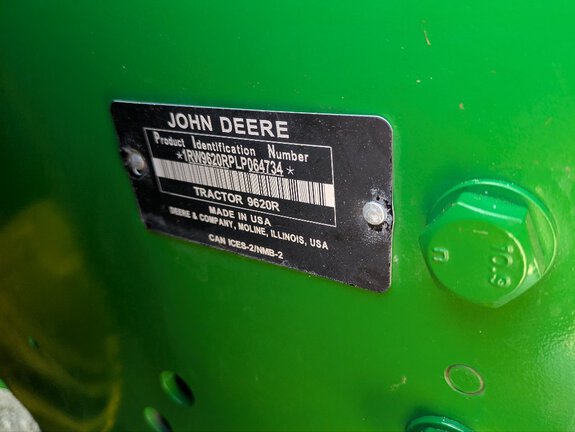 JOHN DEERE
Product Identification Number
*1RW9620RPLP064734*
TRACTOR 9620R
MADE IN USA
DEERE & COMPANY, MOLINE, ILLINOIS, USA
CAN ICES-2/NMB-2
10.9